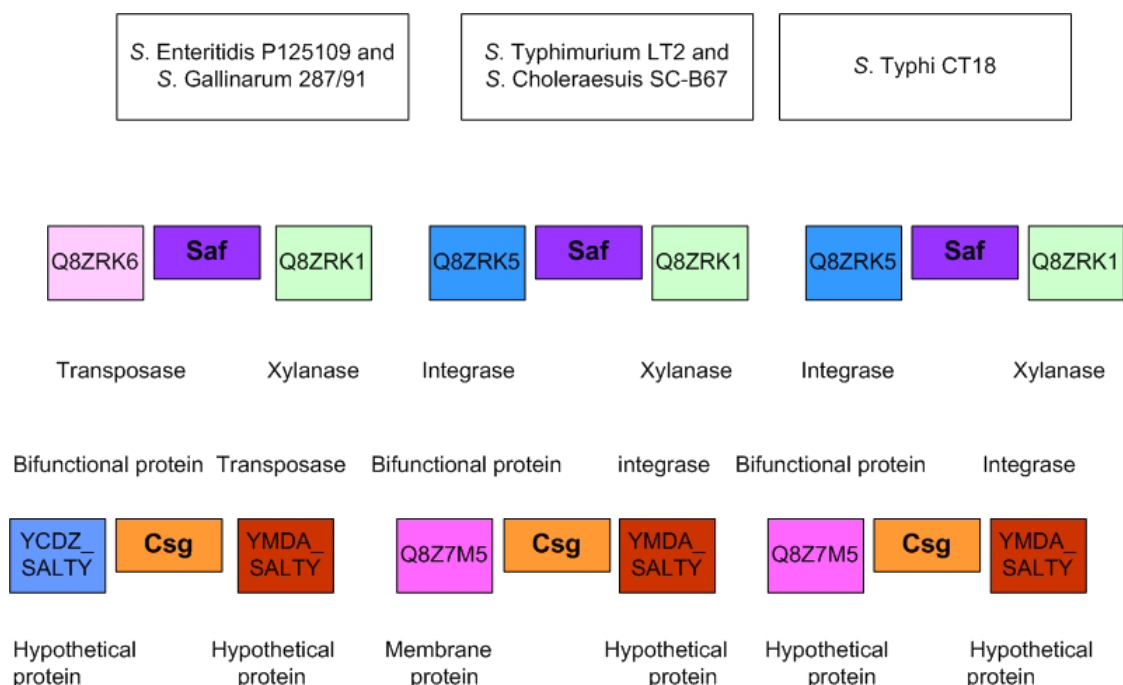 S. Enteritidis P125109 and
S. Gallinarum 287/91
S. Typhimurium LT2 and
S. Choleraesuis SC-B67
S. Typhi CT18
Q8ZRK6
Saf
Q8ZRK1
Q8ZRK5
Saf
Q8ZRK1
Q8ZRK5
Saf
Q8ZRK1
Transposase
Xylanase
Integrase
Xylanase
Integrase
Xylanase
Bifunctional protein
Transposase
Bifunctional protein
integrase
Bifunctional protein
Integrase
YCDZ_
SALTY
Csg
YMDA_
SALTY
Q8Z7M5
Csg
YMDA_
SALTY
Q8Z7M5
Csg
YMDA_
SALTY
Hypothetical
protein
Hypothetical
protein
Membrane
protein
Hypothetical
protein
Hypothetical
protein
Hypothetical
protein